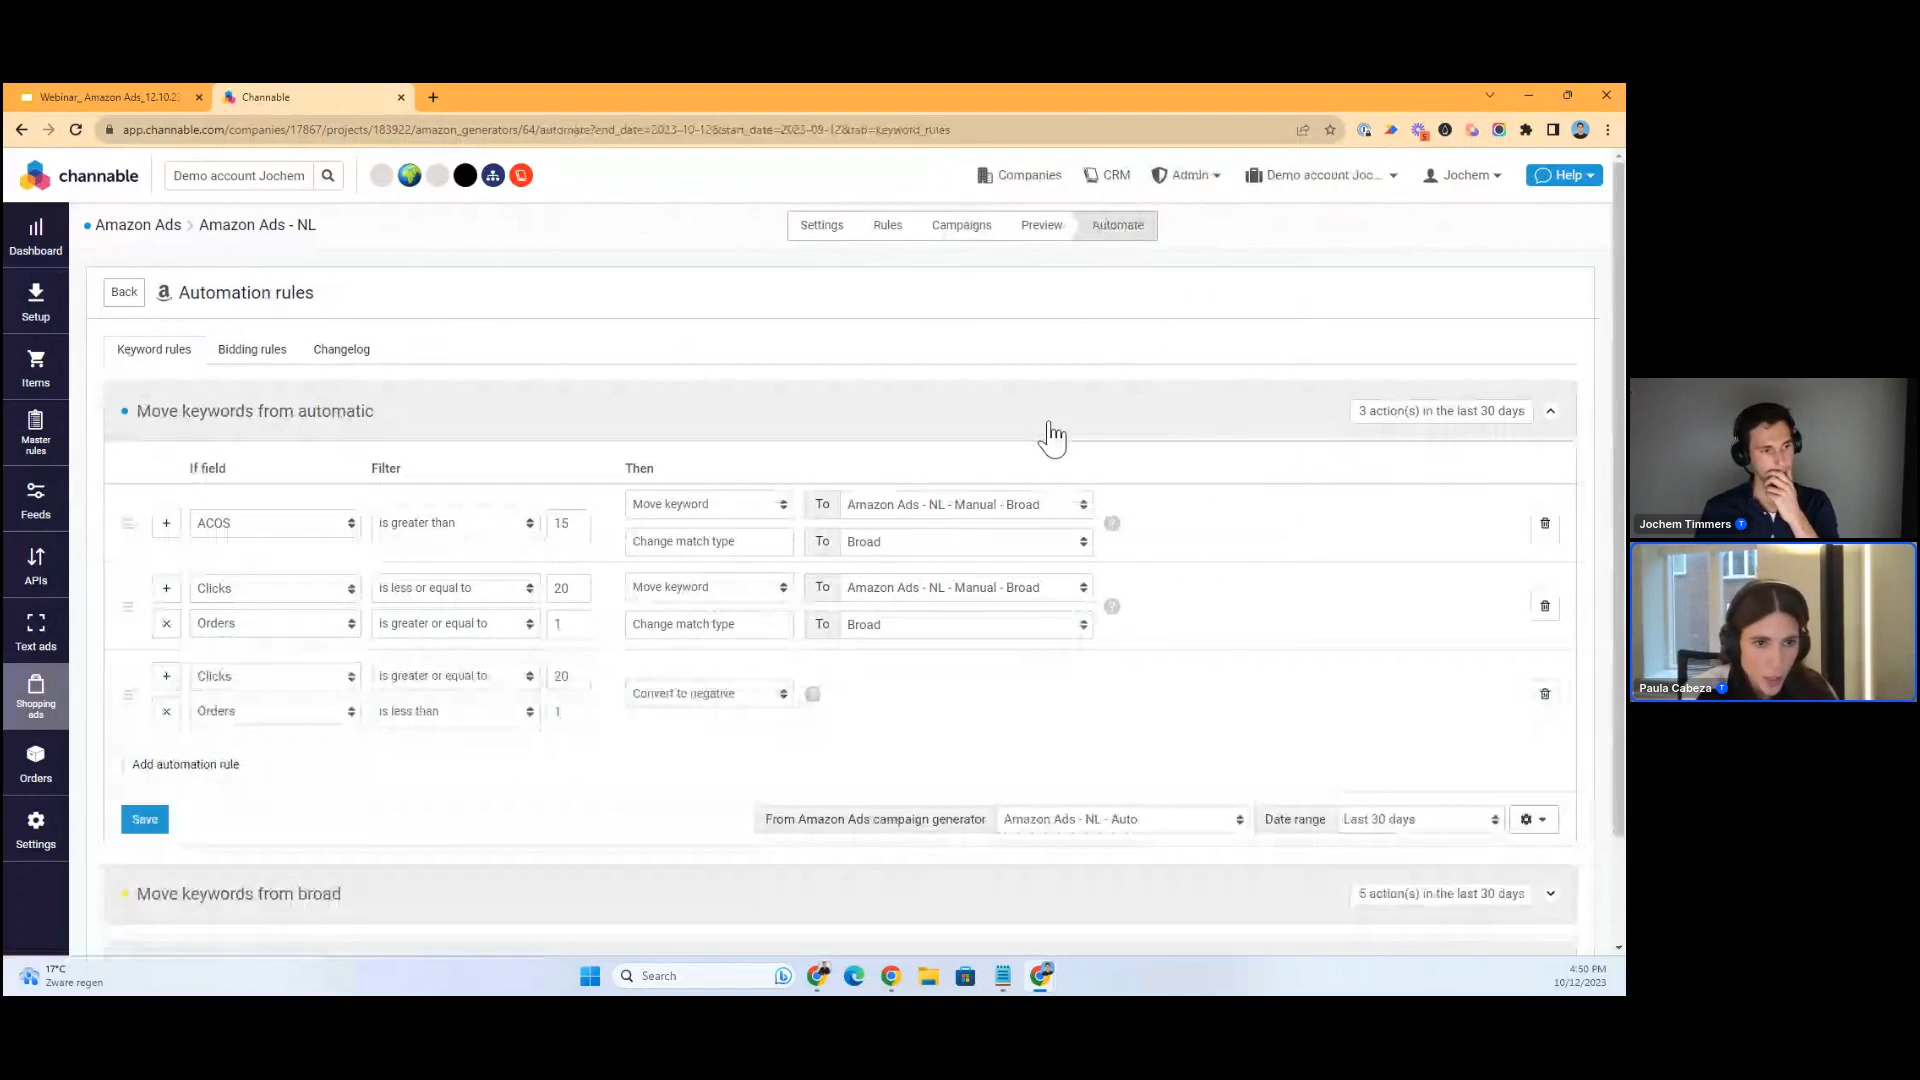 Webinar_ Amazon Ads_12.10.23
Channable
app.channable.com/companies/17867/projects/183922/amazon_generators/64/automate?end_date=2023-10-12&start_date=2023-09-12&tab=keyword_rules
channable
Demo account Jochem
Companies
CRM
Admin
Demo account Joc...
Jochem
Help
Amazon Ads > Amazon Ads - NL
Settings
Rules
Campaigns
Preview
Automate
Dashboard
Setup
Items
Master
rules
Feeds
APIs
Text ads
Shopping
ads
Orders
Settings
Back
Automation rules
Keyword rules
Bidding rules
Changelog
Move keywords from automatic
3 action(s) in the last 30 days
If field
Filter
Then
ACOS
is greater than
15
Move keyword
To
Amazon Ads - NL - Manual - Broad
Change match type
To
Broad
Clicks
is less or equal to
20
Move keyword
To
Amazon Ads - NL - Manual - Broad
Orders
is greater or equal to
1
Change match type
To
Broad
Clicks
is greater or equal to
20
Convert to negative
Orders
is less than
1
Add automation rule
Save
From Amazon Ads campaign generator
Amazon Ads - NL - Auto
Date range
Last 30 days
Move keywords from broad
5 action(s) in the last 30 days
Jochem Timmers
Paula Cabeza
17°C
Zware regen
Search
4:50 PM
10/12/2023